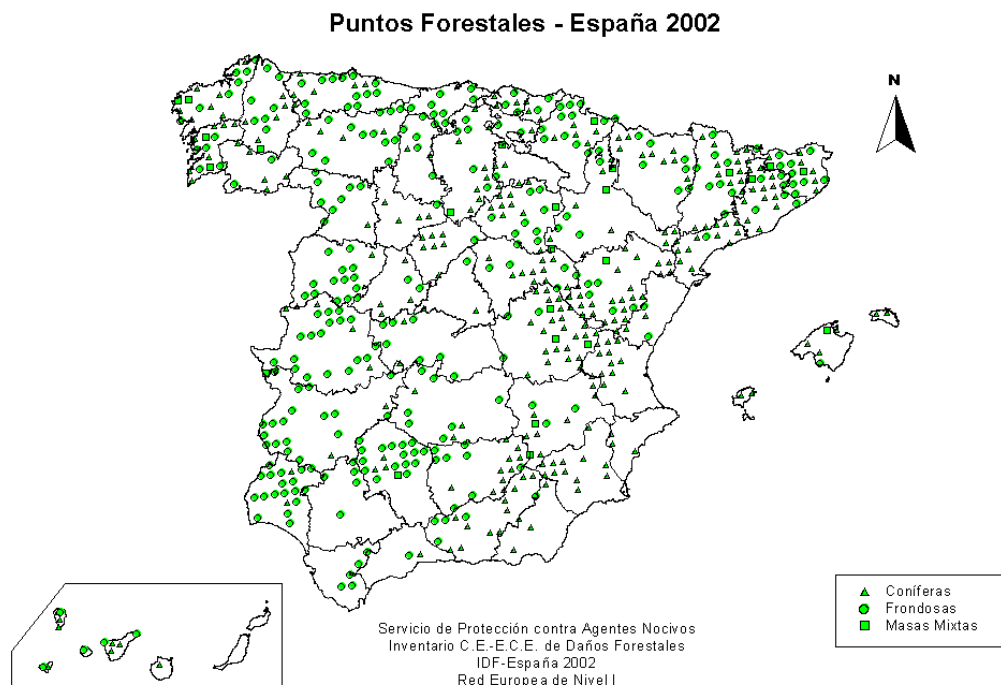 Puntos Forestales - España 2002
N
Coníferas
Frondosas
Masas Mixtas
Servicio de Protección contra Agentes Nocivos
Inventario C.E.-E.C.E. de Daños Forestales
IDF-España 2002
Red Europea de Nivel I